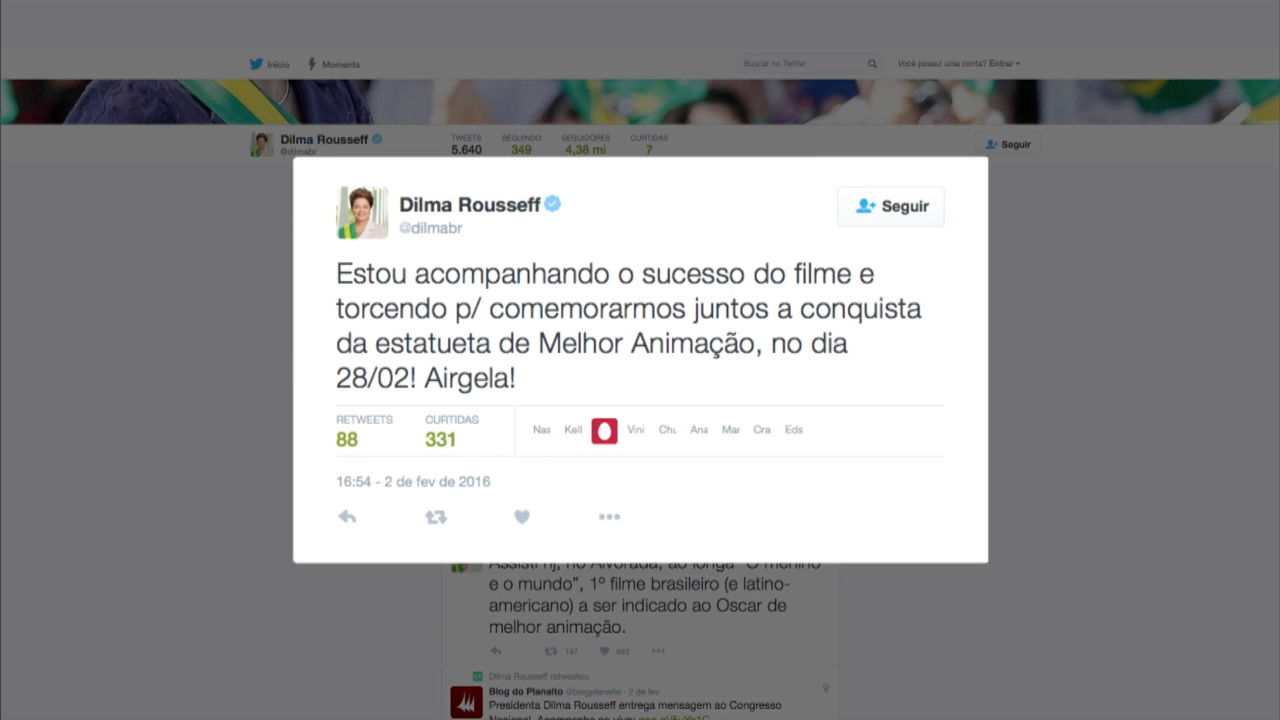 Início
Moments
Buscar no Twitter
Você possui uma conta? Entrar
Dilma Rousseff
@dilmabr
TWEETS
5.640
SEGUINDO
349
SEGUIDORES
4,38 mi
CURTIDAS
7
Seguir
Dilma Rousseff
@dilmabr
Seguir
Estou acompanhando o sucesso do filme e
torcendo p/ comemorarmos juntos a conquista
da estatueta de Melhor Animação, no dia
28/02! Airgela!
RETWEETS
88
CURTIDAS
331
Nas Kell Vini Chu Ans Mar Cra Eds
16:54 - 2 de fev de 2016
Assisti hj, no Alvorada, ao longa "O menino
e o mundo", 1º filme brasileiro (e latino-
americano) a ser indicado ao Oscar de
melhor animação.
147
Dilma Rousseff retweetou
Blog do Planalto @blogplanalto - 2 de fev
Presidenta Dilma Rousseff entrega mensagem ao Congresso
Nacional. Acompanhe ao vivo: